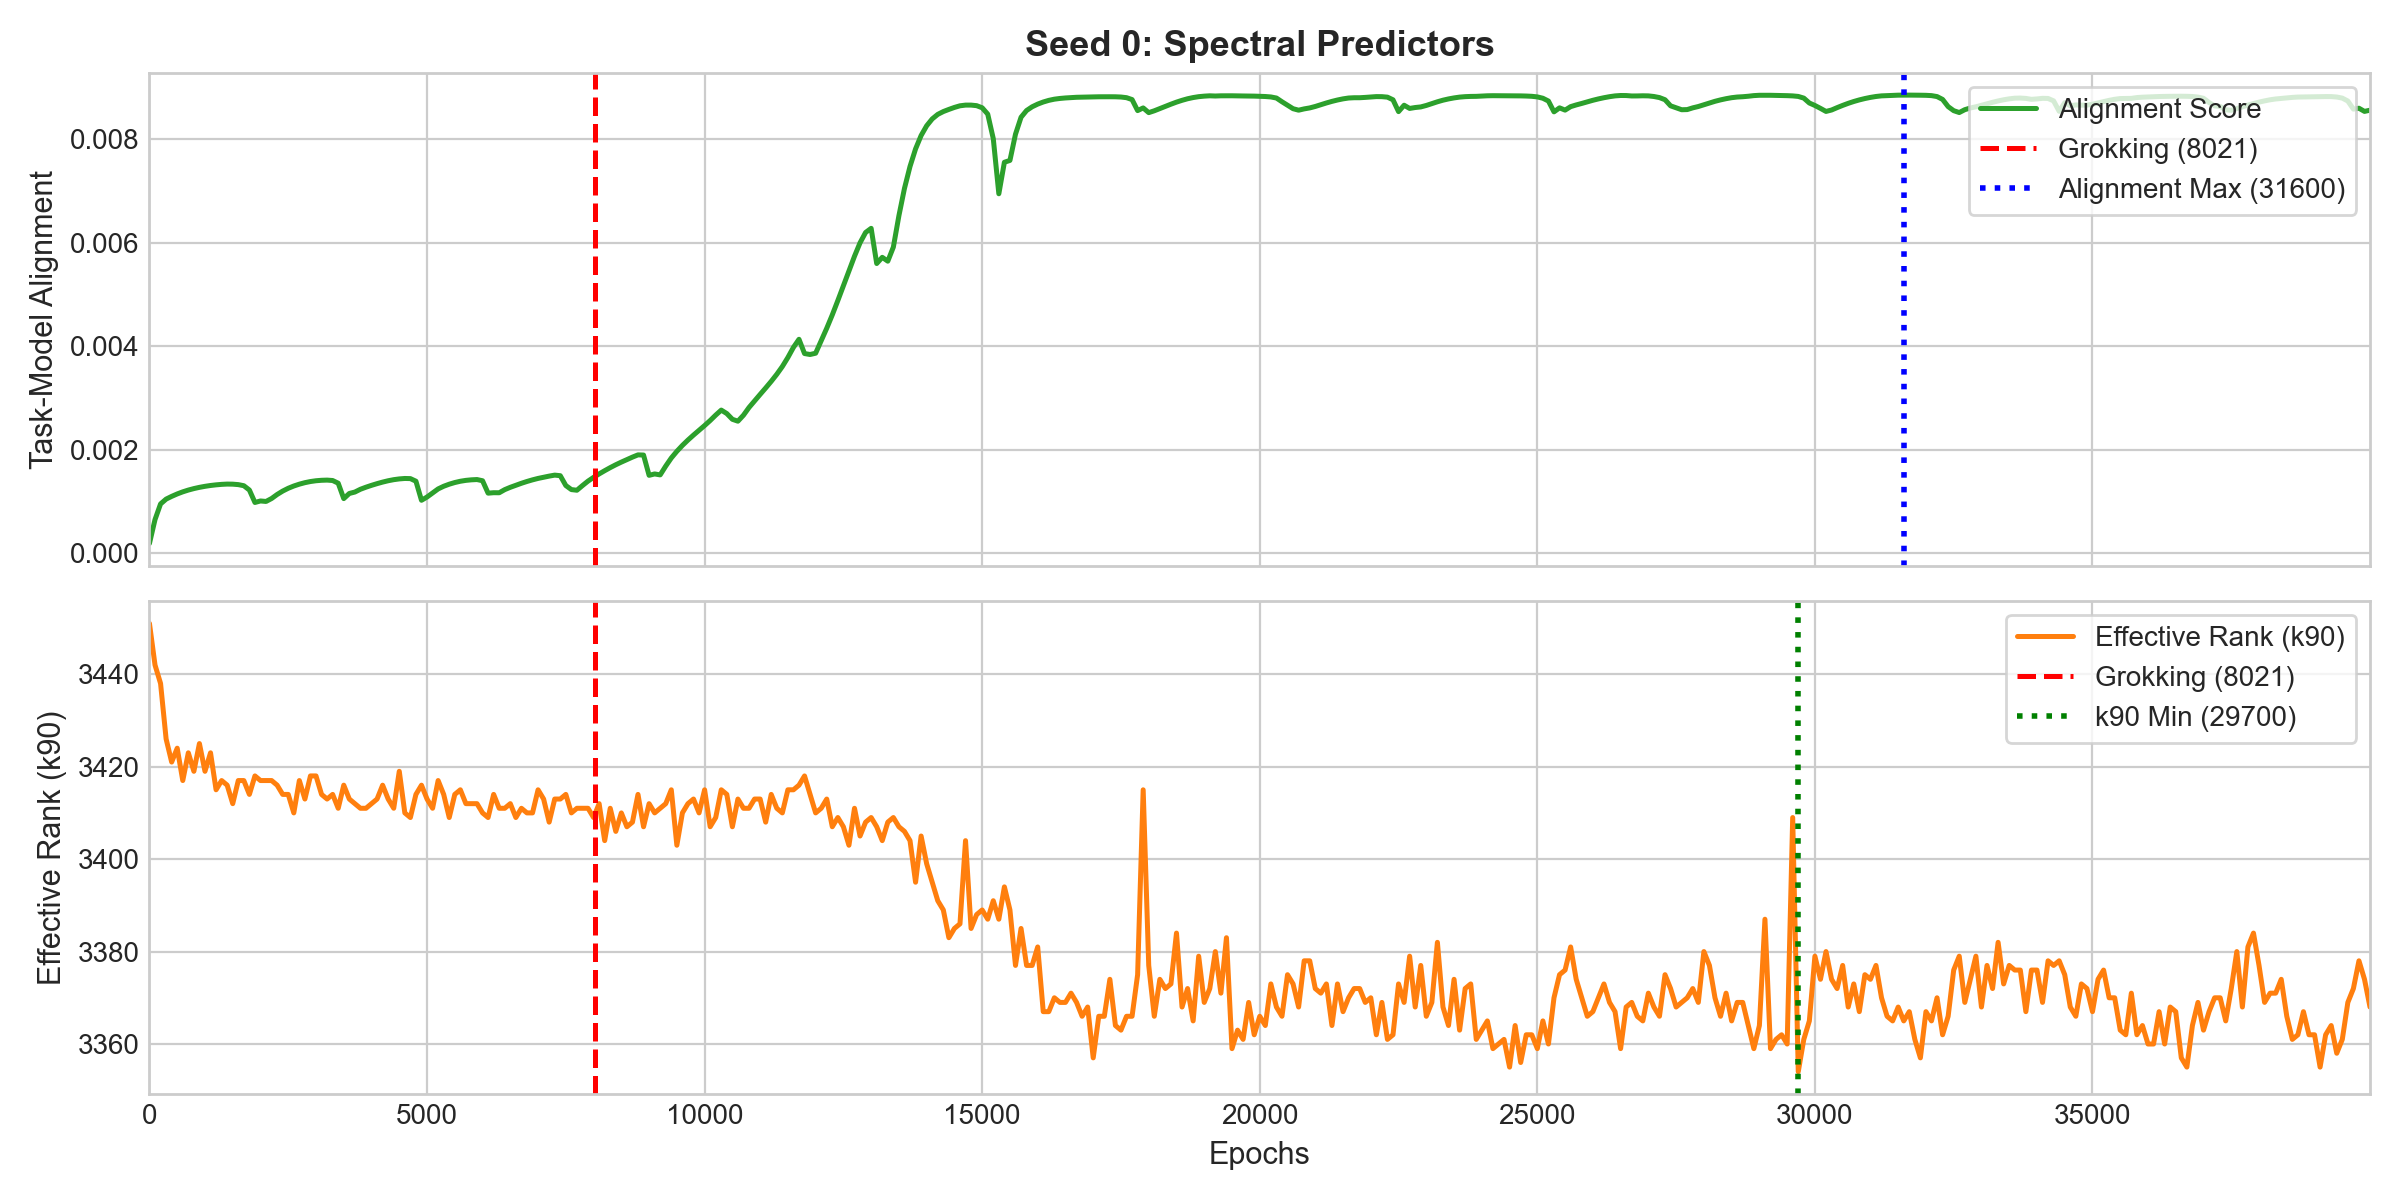 Seed 0: Spectral Predictors
Task-Model Alignment
0.008
0.006
0.004
0.002
0.000
Alignment Score
Grokking (8021)
Alignment Max (31600)
Effective Rank (k90)
3440
3420
3400
3380
3360
Effective Rank (k90)
Grokking (8021)
k90 Min (29700)
0 5000 10000 15000 20000 25000 30000 35000
Epochs